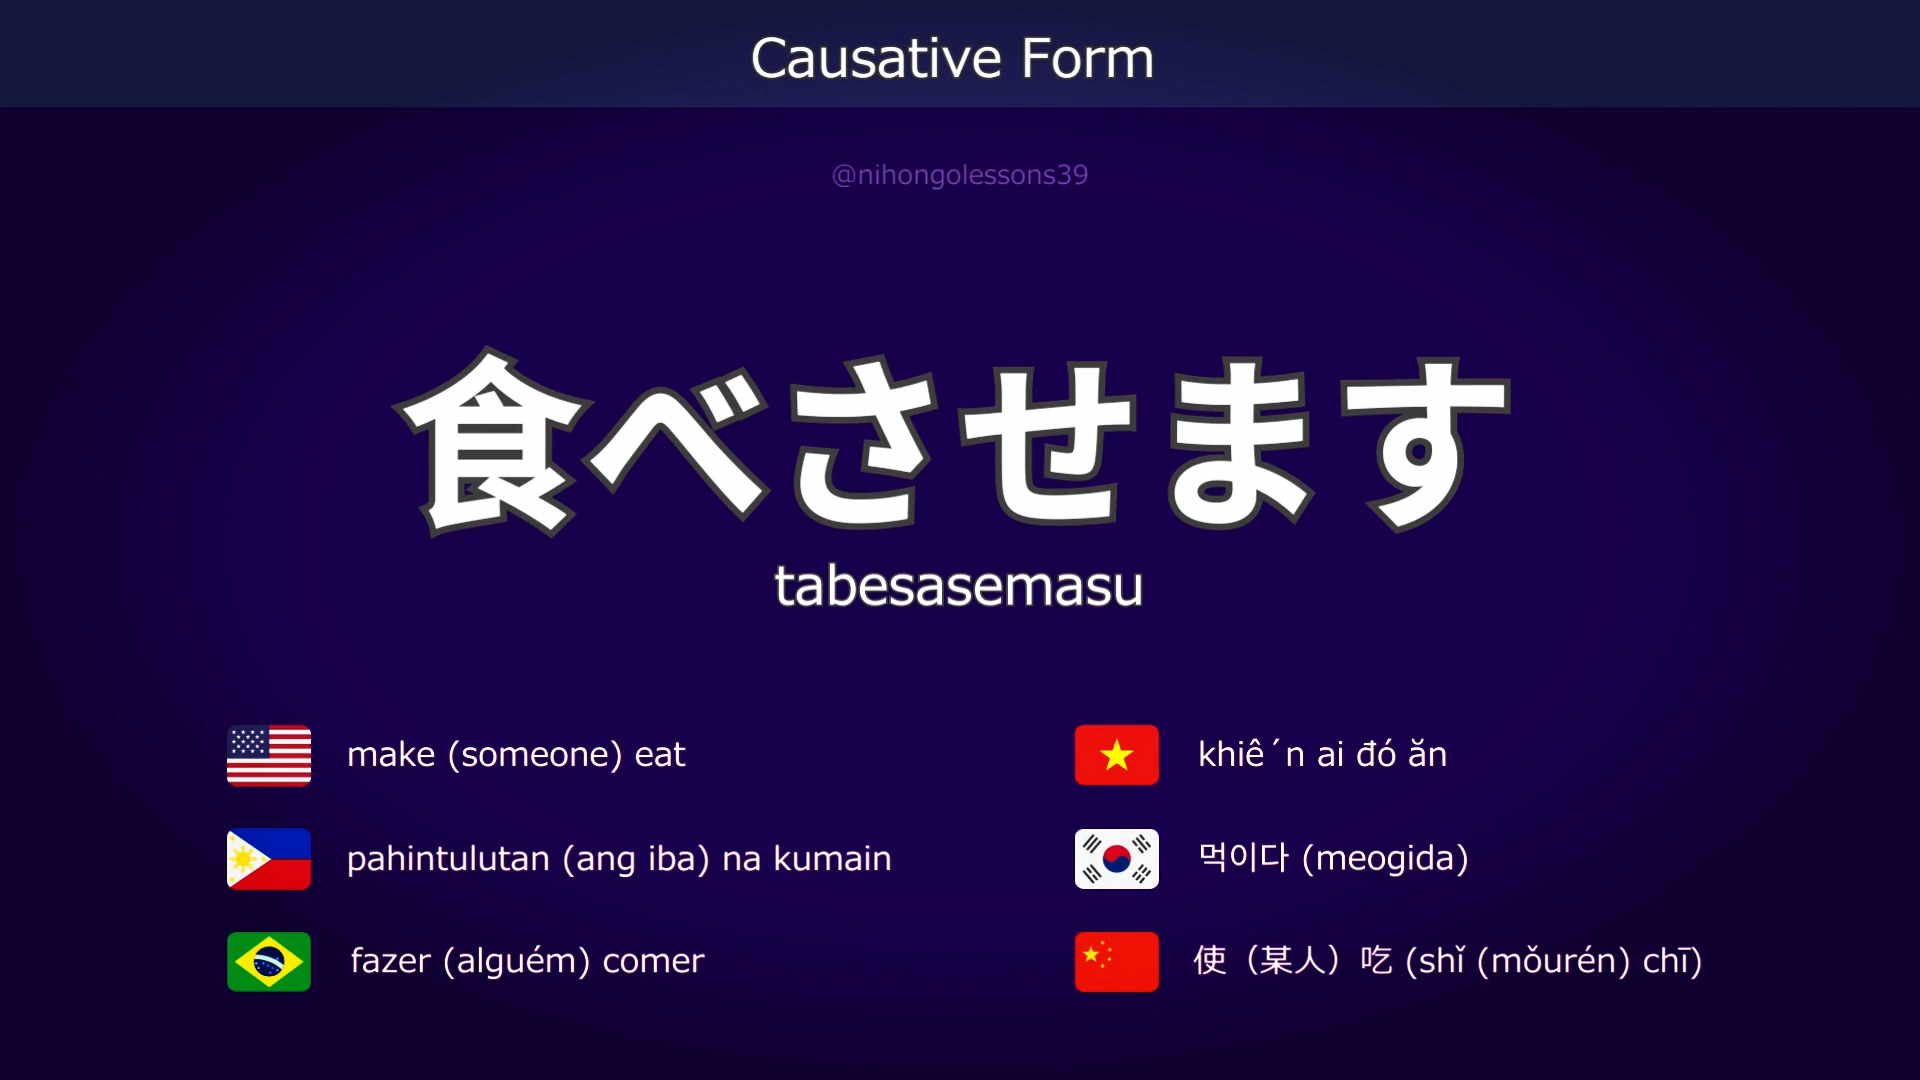 Causative Form
@nihongolessons39
食べさせます
tabesasemasu
make (someone) eat
pahintulutan (ang iba) na kumain
fazer (alguém) comer
khiê´n ai đó ăn
먹이다 (meogida)
使（某人）吃 (shǐ (mǒurén) chī)